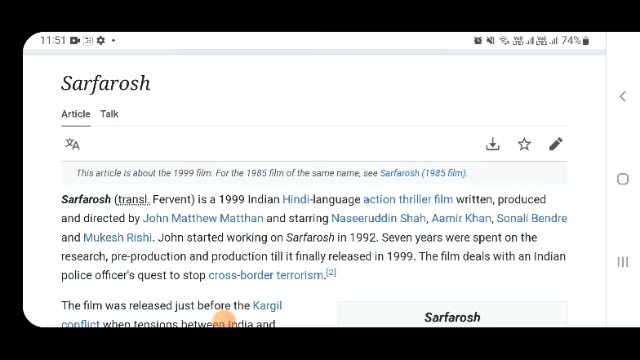 11:51 74%
Sarfarosh
Article Talk
This article is about the 1999 film. For the 1985 film of the same name, see Sarfarosh (1985 film).
Sarfarosh (transl. Fervent) is a 1999 Indian Hindi-language action thriller film written, produced
and directed by John Matthew Matthan and starring Naseeruddin Shah, Aamir Khan, Sonali Bendre
and Mukesh Rishi. John started working on Sarfarosh in 1992. Seven years were spent on the
research, pre-production and production till it finally released in 1999. The film deals with an Indian
police officer's quest to stop cross-border terrorism.[2]
The film was released just before the Kargil
conflict when tensions between India and
Sarfarosh